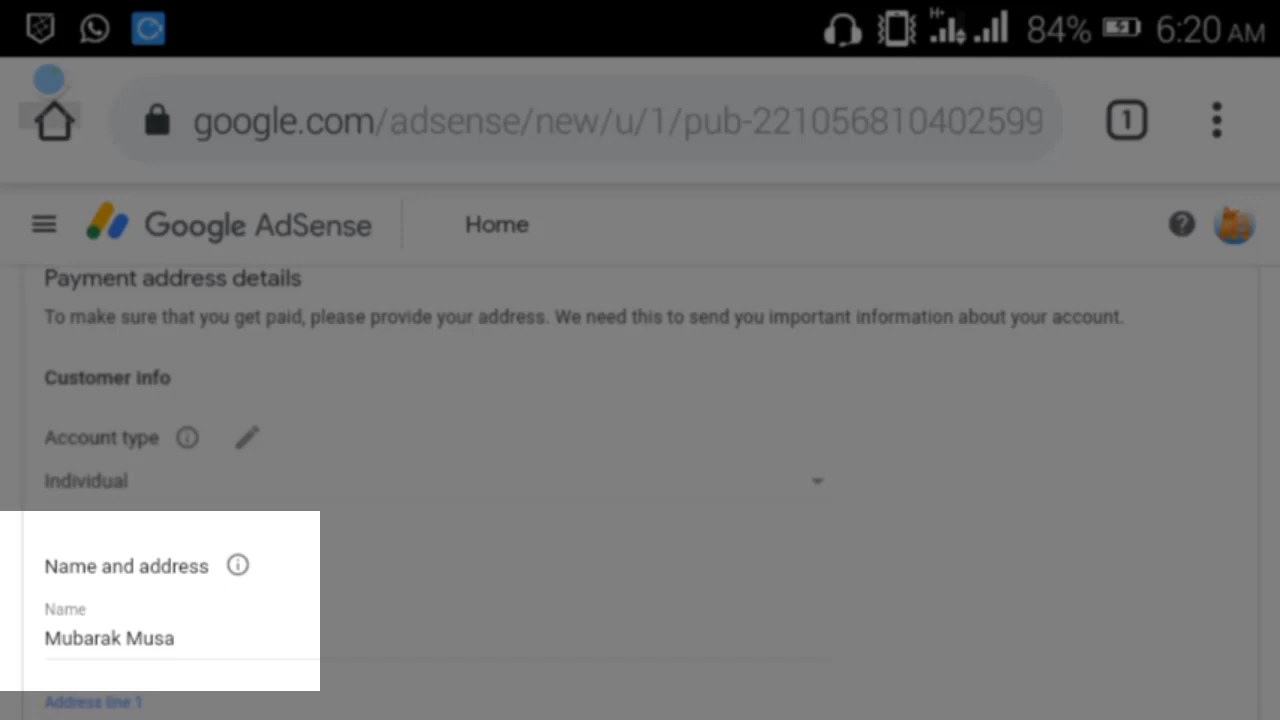 H+ 84% 6:20 AM
google.com/adsense/new/u/1/pub-221056810402599 1
Google AdSense Home
Payment address details
To make sure that you get paid, please provide your address. We need this to send you important information about your account.
Customer info
Account type
Individual
Name and address
Name
Mubarak Musa
Address line 1